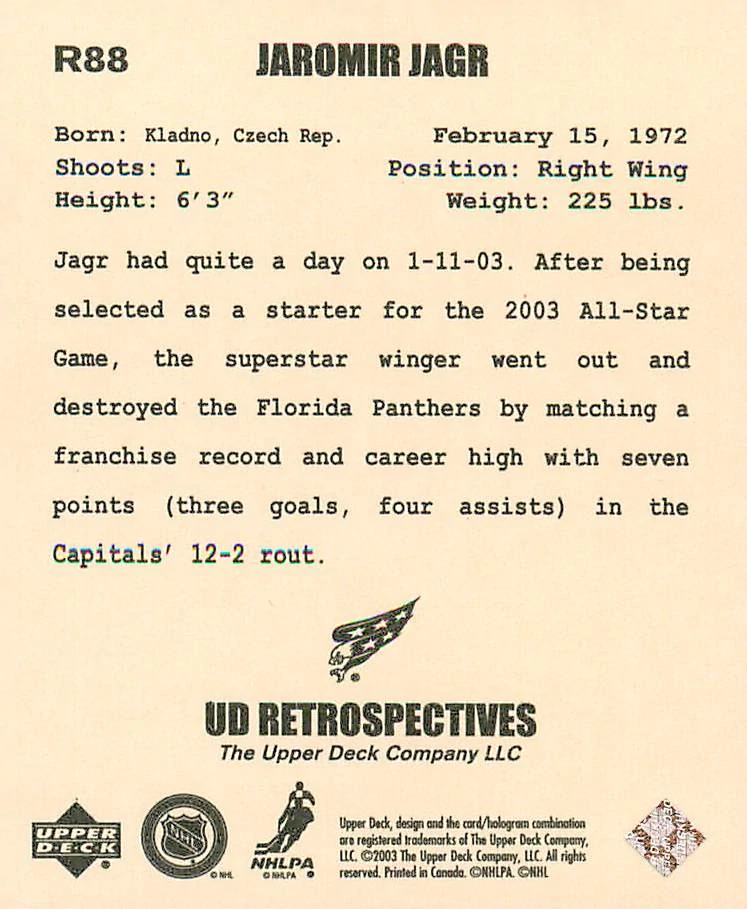 R88 JAROMIR JAGR
Born: Kladno, Czech Rep. February 15, 1972
Shoots: L Position: Right Wing
Height: 6'3" Weight: 225 lbs.
Jagr had quite a day on 1-11-03. After being
selected as a starter for the 2003 All-Star
Game, the superstar winger went out and
destroyed the Florida Panthers by matching a
franchise record and career high with seven
points (three goals, four assists) in the
Capitals' 12-2 rout.
®
UD RETROSPECTIVES
The Upper Deck Company LLC
UPPER
DECK
®
NHL
© NHL
NHLPA
© NHLPA
Upper Deck, design and the card/hologram combination
are registered trademarks of The Upper Deck Company,
LLC. ©2003 The Upper Deck Company, LLC. All rights
reserved. Printed in Canada. ©NHLPA. ©NHL